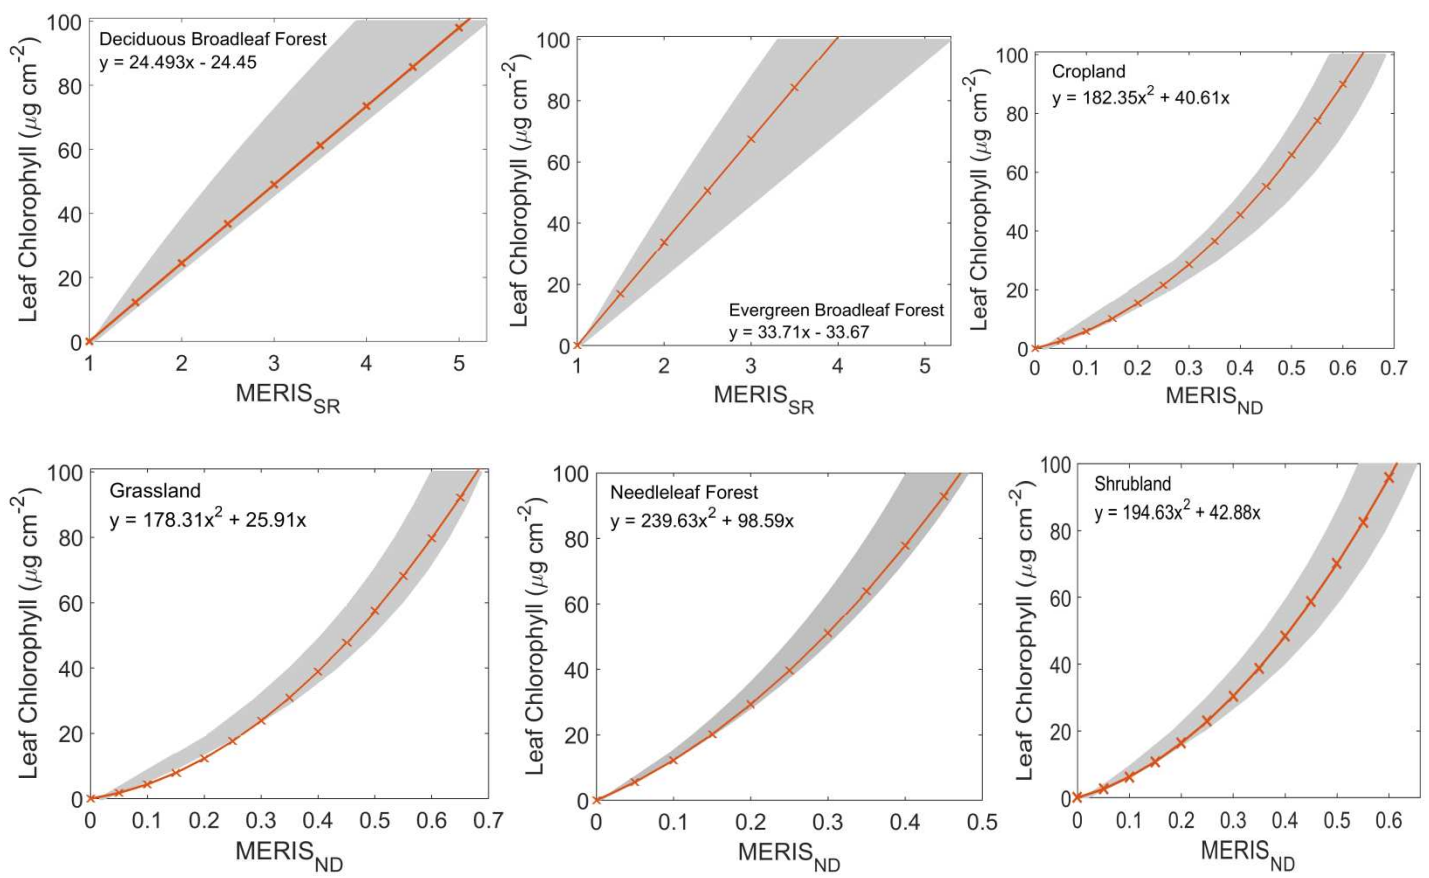 Deciduous Broadleaf Forest
y = 24.493x - 24.45
Leaf Chlorophyll (μg cm-2)
100
80
60
40
20
0
1 2 3 4 5
MERISSR
Evergreen Broadleaf Forest
y = 33.71x - 33.67
Leaf Chlorophyll (μg cm-2)
100
80
60
40
20
0
1 2 3 4 5
MERISSR
Cropland
y = 182.35x2 + 40.61x
Leaf Chlorophyll (μg cm-2)
100
80
60
40
20
0
0 0.1 0.2 0.3 0.4 0.5 0.6 0.7
MERISND
Grassland
y = 178.31x2 + 25.91x
Leaf Chlorophyll (μg cm-2)
100
80
60
40
20
0
0 0.1 0.2 0.3 0.4 0.5 0.6 0.7
MERISND
Needleleaf Forest
y = 239.63x2 + 98.59x
Leaf Chlorophyll (μg cm-2)
100
80
60
40
20
0
0 0.1 0.2 0.3 0.4 0.5
MERISND
Shrubland
y = 194.63x2 + 42.88x
Leaf Chlorophyll (μg cm-2)
100
80
60
40
20
0
0 0.1 0.2 0.3 0.4 0.5 0.6
MERISND